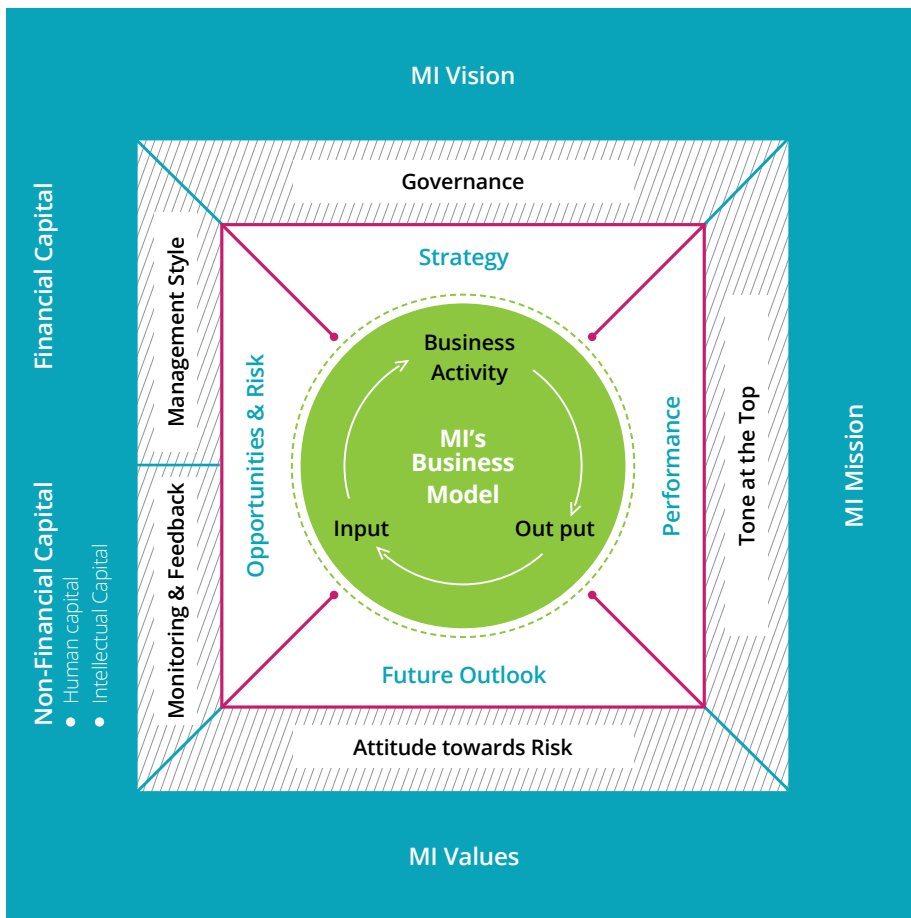 MI Vision
Governance
Strategy
Financial Capital
Management Style
Opportunities & Risk
Business
Activity
MI's
Business
Model
Input
Out put
Performance
Tone at the Top
MI Mission
Non-Financial Capital
● Human capital
● Intellectual Capital
Monitoring & Feedback
Future Outlook
Attitude towards Risk
MI Values